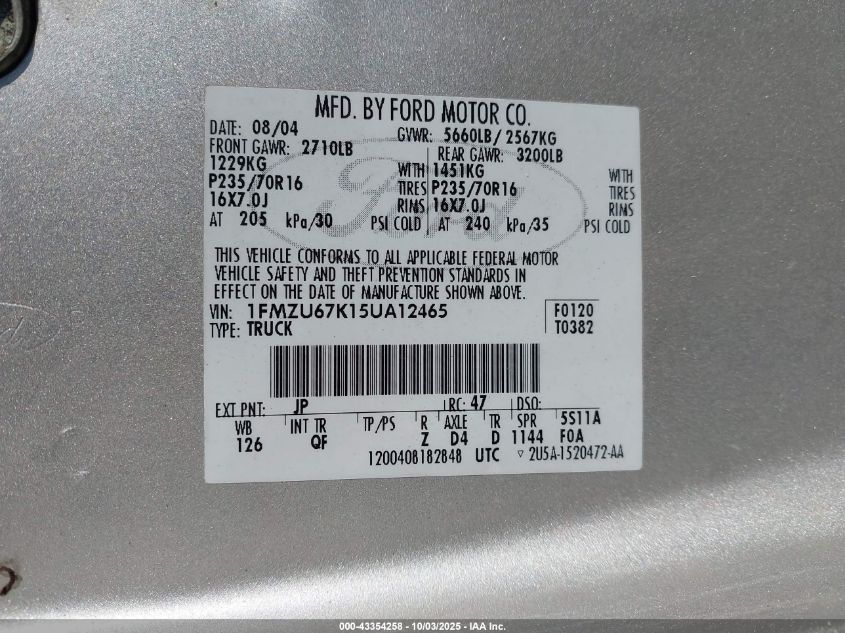 MFD. BY FORD MOTOR CO.
DATE: 08/04 GVWR: 5660LB/ 2567KG
FRONT GAWR: 2710LB REAR GAWR: 3200LB
1229KG WITH 1451KG WITH
P235/70R16 TIRES P235/70R16 TIRES
16X7.0J RIMS 16X7.0J RIMS
AT 205 kPa/30 PSI COLD AT 240 kPa/35 PSI COLD
Ford
THIS VEHICLE CONFORMS TO ALL APPLICABLE FEDERAL MOTOR
VEHICLE SAFETY AND THEFT PREVENTION STANDARDS IN
EFFECT ON THE DATE OF MANUFACTURE SHOWN ABOVE.
VIN: 1FMZU67K15UA12465 F0120
TYPE: TRUCK T0382
EXT PNT: JP RC: 47 DSO:
WB INT TR TP/PS R AXLE TR SPR 5S11A
126 QF Z D4 D 1144 F0A
1200408182848 UTC ▽ 2U5A-1520472-AA
000-43354258 - 10/03/2025 - IAA Inc.